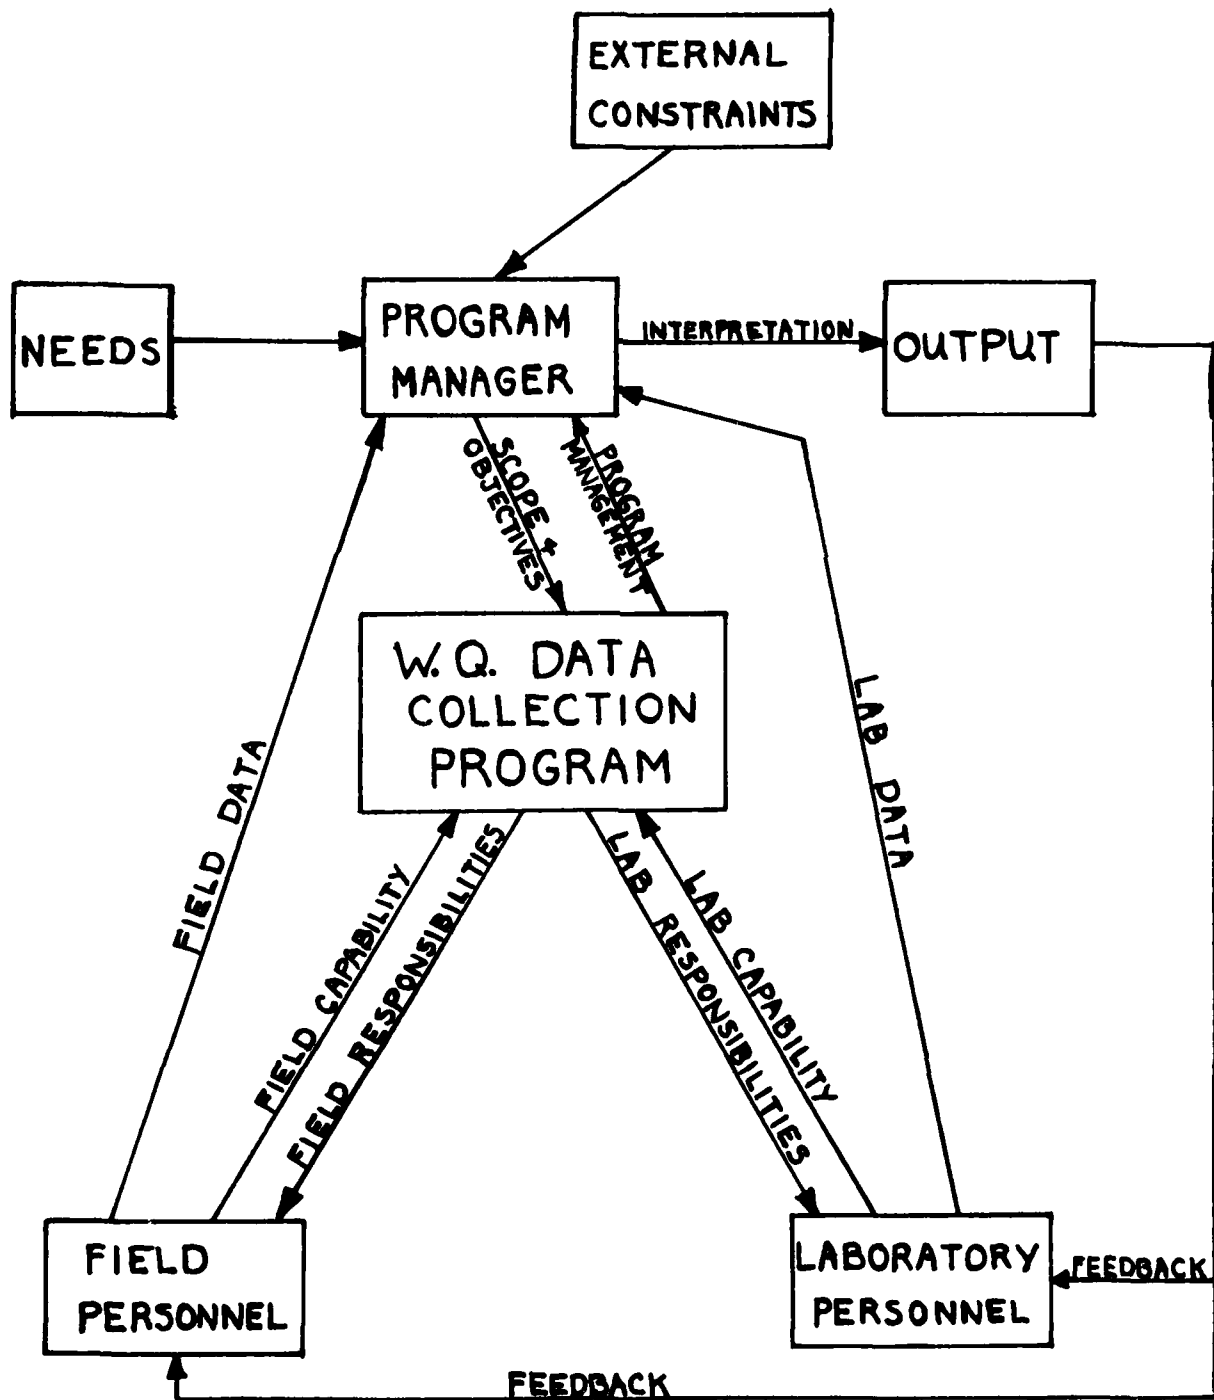 EXTERNAL
CONSTRAINTS
NEEDS
PROGRAM
MANAGER
INTERPRETATION
OUTPUT
SCOPE +
OBJECTIVES
PROGRAM
MANAGEMENT
W.Q. DATA
COLLECTION
PROGRAM
FIELD DATA
LAB DATA
FIELD CAPABILITY
FIELD RESPONSIBILITIES
LAB RESPONSIBILITIES
LAB CAPABILITY
FIELD
PERSONNEL
LABORATORY
PERSONNEL
FEEDBACK
FEEDBACK